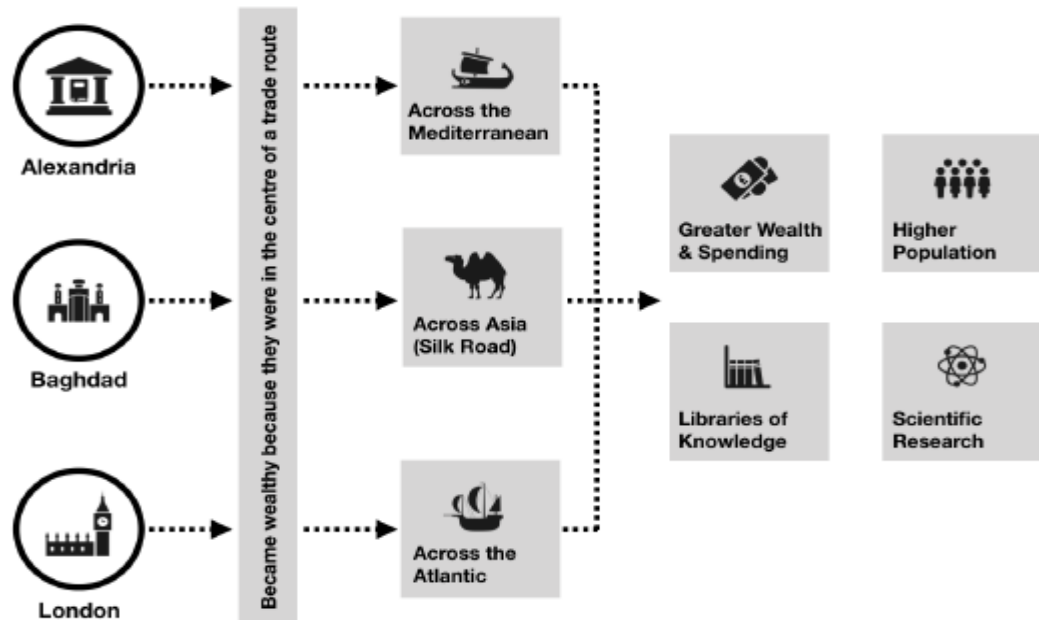 Alexandria
Baghdad
London
Became wealthy because they were in the centre of a trade route
Across the
Mediterranean
Across Asia
(Silk Road)
Across the
Atlantic
£
Greater Wealth
& Spending
Higher
Population
Libraries of
Knowledge
Scientific
Research